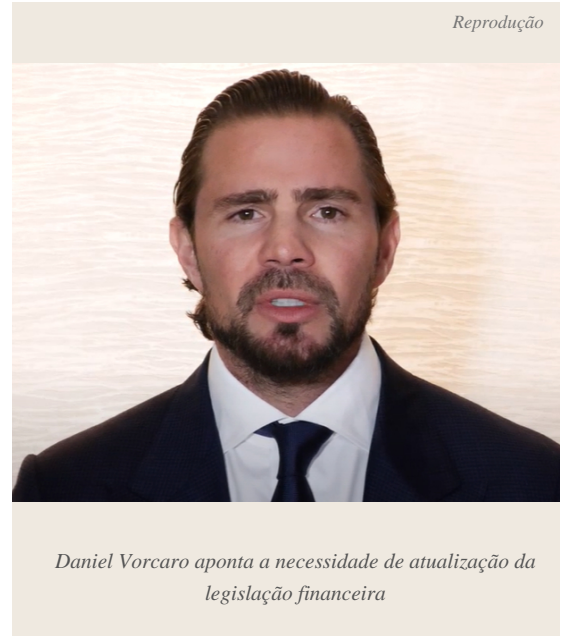 Reprodução
Daniel Vorcaro aponta a necessidade de atualização da
legislação financeira